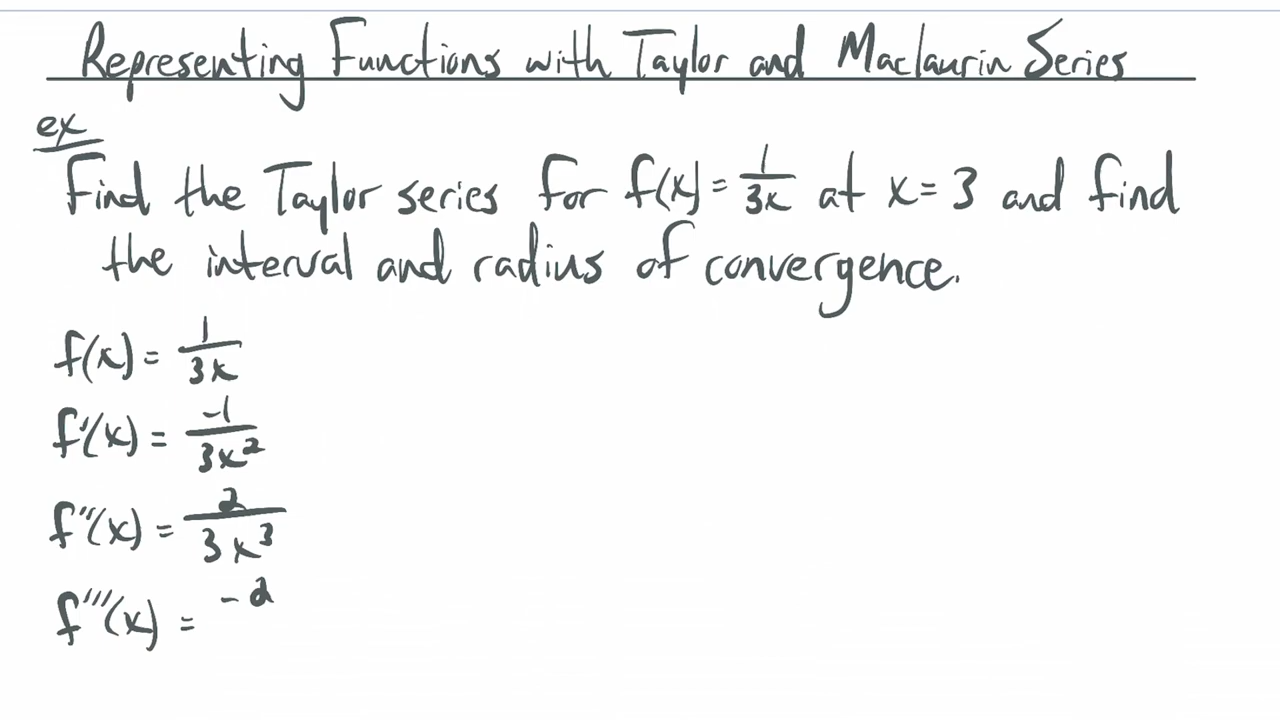 Representing Functions with Taylor and Maclaurin Series
ex
Find the Taylor series for f(x) = 1/3x at x = 3 and find
the interval and radius of convergence.
f(x) = 1/3x
f'(x) = -1/3x²
f''(x) = 2/3x³
f'''(x) = -2